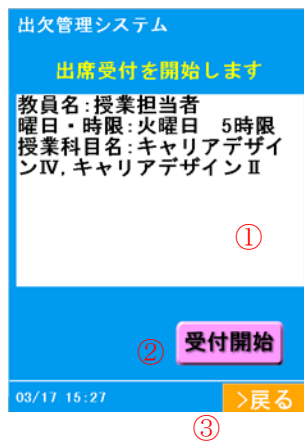 出欠管理システム
出席受付を開始します
教員名:授業担当者
曜日・時限:火曜日 5時限
授業科目名:キャリアデザイ
ンⅣ,キャリアデザインⅡ
①
② 受付開始
03/17 15:27 >戻る
③